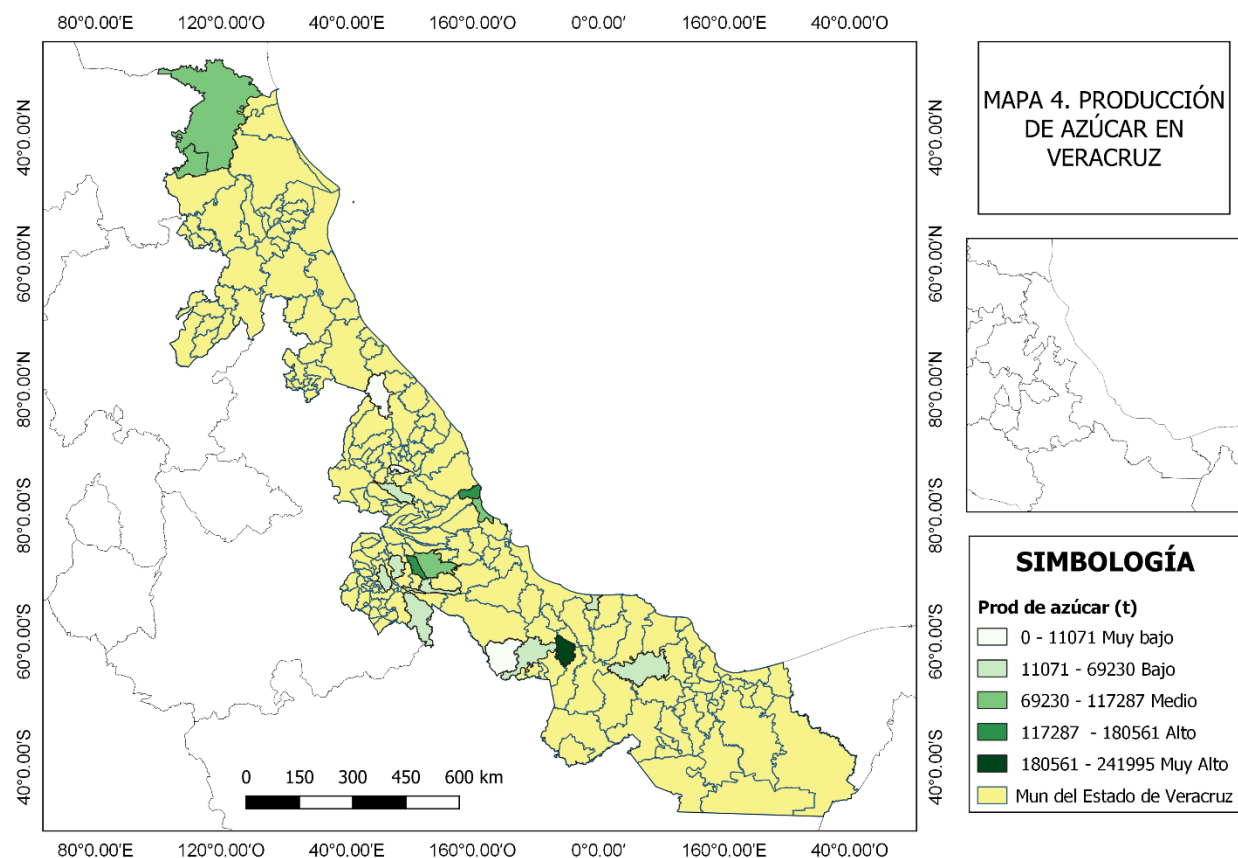 80°0.00'E 120°0.00'O 40°0.00'E 160°0.00'O 0°0.00' 160°0.00'O 40°0.00'O
40°0.00'N
60°0.00'N
80°0.00'N
80°0.00'S
60°0.00'S
40°0.00'S
0 150 300 450 600 km
40°0.00'N
60°0.00'N
80°0.00'N
80°0.00'S
60°0.00'S
40°0.00'S
80°0.00'E 120°0.00'O 40°0.00'E 160°0.00'O 0°0.00' 160°0.00'O 40°0.00'O
MAPA 4. PRODUCCIÓN
DE AZÚCAR EN
VERACRUZ
SIMBOLOGÍA
Prod de azúcar (t)
0 - 11071 Muy bajo
11071 - 69230 Bajo
69230 - 117287 Medio
117287 - 180561 Alto
180561 - 241995 Muy Alto
Mun del Estado de Veracruz